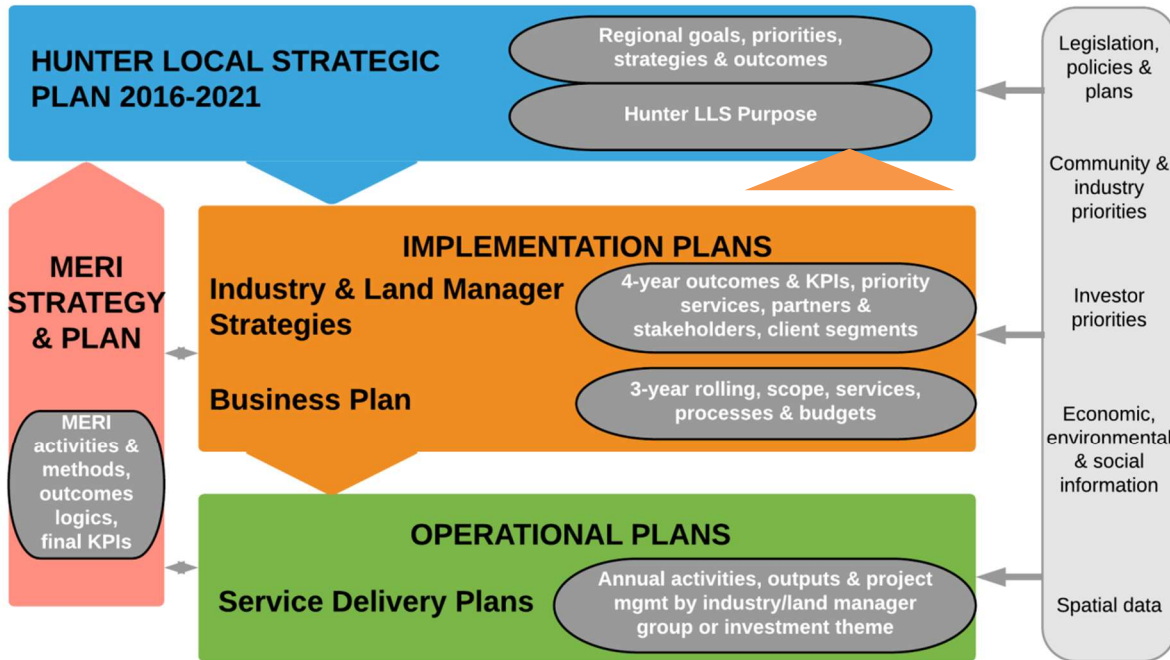 HUNTER LOCAL STRATEGIC
PLAN 2016-2021
Regional goals, priorities,
strategies & outcomes
Hunter LLS Purpose
MERI
STRATEGY
& PLAN
MERI
activities &
methods,
outcomes
logics,
final KPIs
IMPLEMENTATION PLANS
Industry & Land Manager
Strategies
4-year outcomes & KPIs, priority
services, partners &
stakeholders, client segments
Business Plan
3-year rolling, scope, services,
processes & budgets
OPERATIONAL PLANS
Service Delivery Plans
Annual activities, outputs & project
mgmt by industry/land manager
group or investment theme
Legislation,
policies &
plans
Community &
industry
priorities
Investor
priorities
Economic,
environmental
& social
information
Spatial data